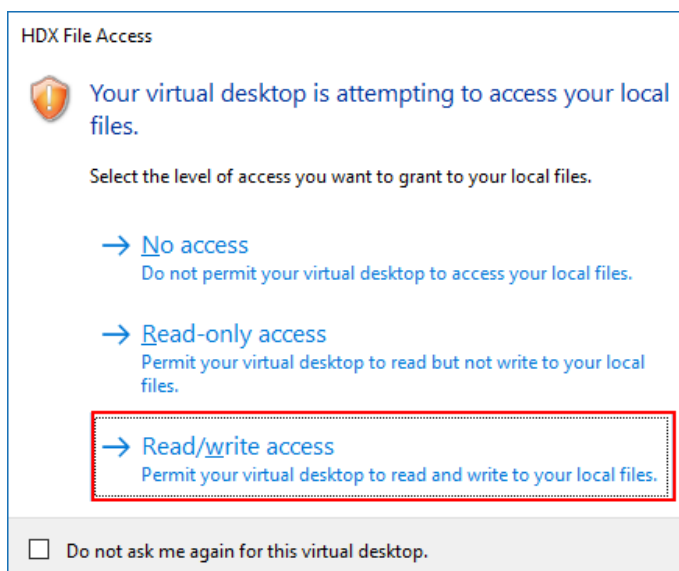 HDX File Access
Your virtual desktop is attempting to access your local
files.
Select the level of access you want to grant to your local files.
No access
Do not permit your virtual desktop to access your local files.
Read-only access
Permit your virtual desktop to read but not write to your local
files.
Read/write access
Permit your virtual desktop to read and write to your local files.
Do not ask me again for this virtual desktop.